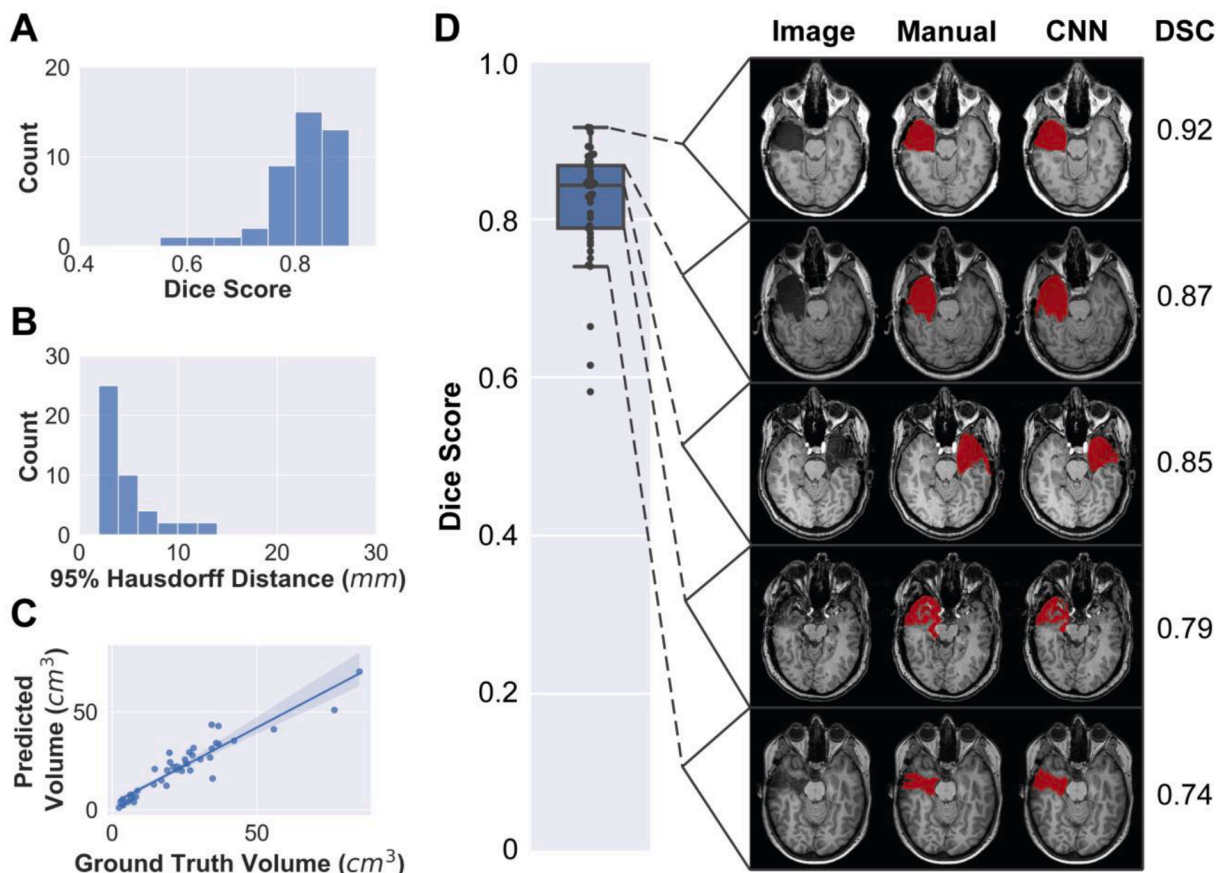 A
20
10
0
Count
0.4
0.6
0.8
Dice Score
B
30
20
10
0
Count
0
10
20
30
95% Hausdorff Distance (mm)
C
Predicted
Volume (cm³)
50
0
0
50
Ground Truth Volume (cm³)
D
Dice Score
1.0
0.8
0.6
0.4
0.2
0
Image Manual CNN DSC
0.92
0.87
0.85
0.79
0.74